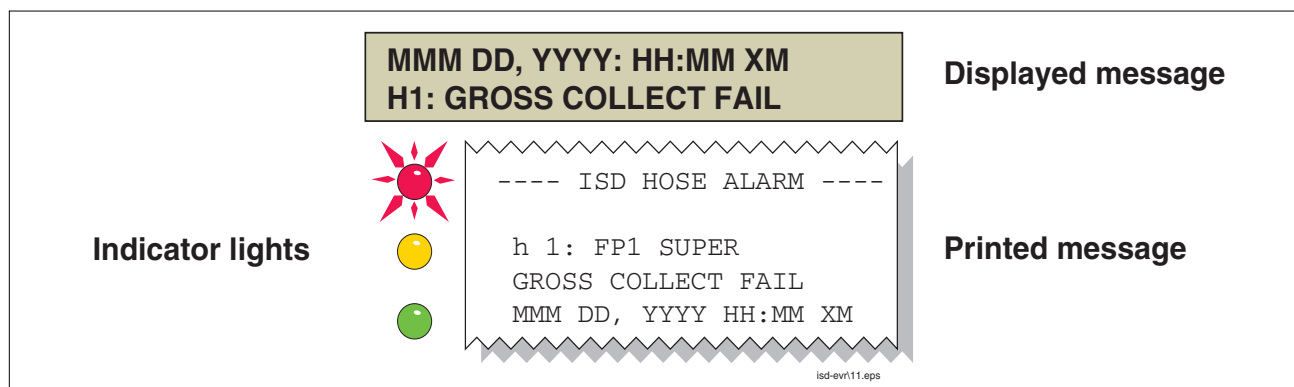 MMM DD, YYYY: HH:MM XM
H1: GROSS COLLECT FAIL
Displayed message
---- ISD HOSE ALARM ----
Indicator lights
h 1: FP1 SUPER
GROSS COLLECT FAIL
MMM DD, YYYY HH:MM XM
Printed message
isd-evr\11.eps